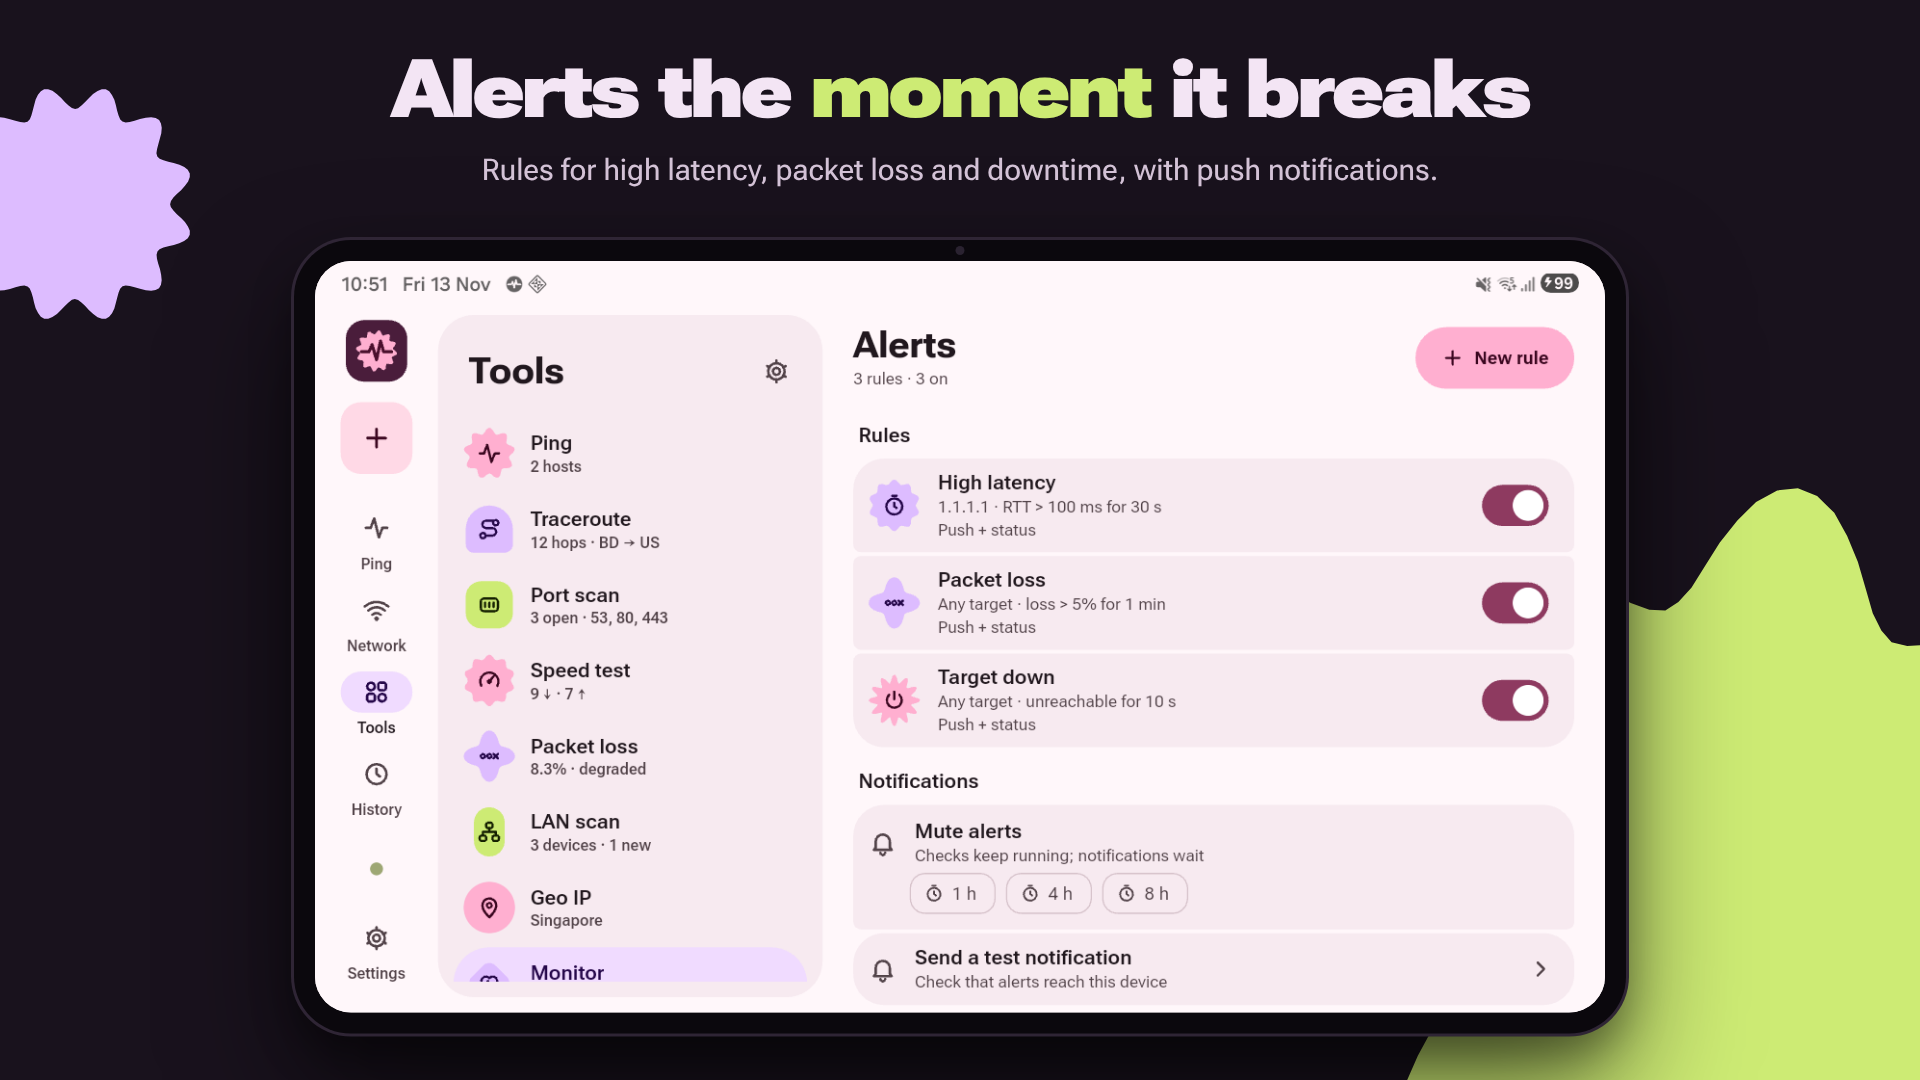 Alerts the moment it breaks
Rules for high latency, packet loss and downtime, with push notifications.
10:51 Fri 13 Nov
99
Ping
Network
Tools
History
Settings
Tools
Ping
2 hosts
Traceroute
12 hops · BD → US
Port scan
3 open · 53, 80, 443
Speed test
9 ↓ · 7 ↑
Packet loss
8.3% · degraded
LAN scan
3 devices · 1 new
Geo IP
Singapore
Monitor
Alerts
3 rules · 3 on
+ New rule
Rules
High latency
1.1.1.1 · RTT > 100 ms for 30 s
Push + status
Packet loss
Any target · loss > 5% for 1 min
Push + status
Target down
Any target · unreachable for 10 s
Push + status
Notifications
Mute alerts
Checks keep running; notifications wait
1 h 4 h 8 h
Send a test notification
Check that alerts reach this device